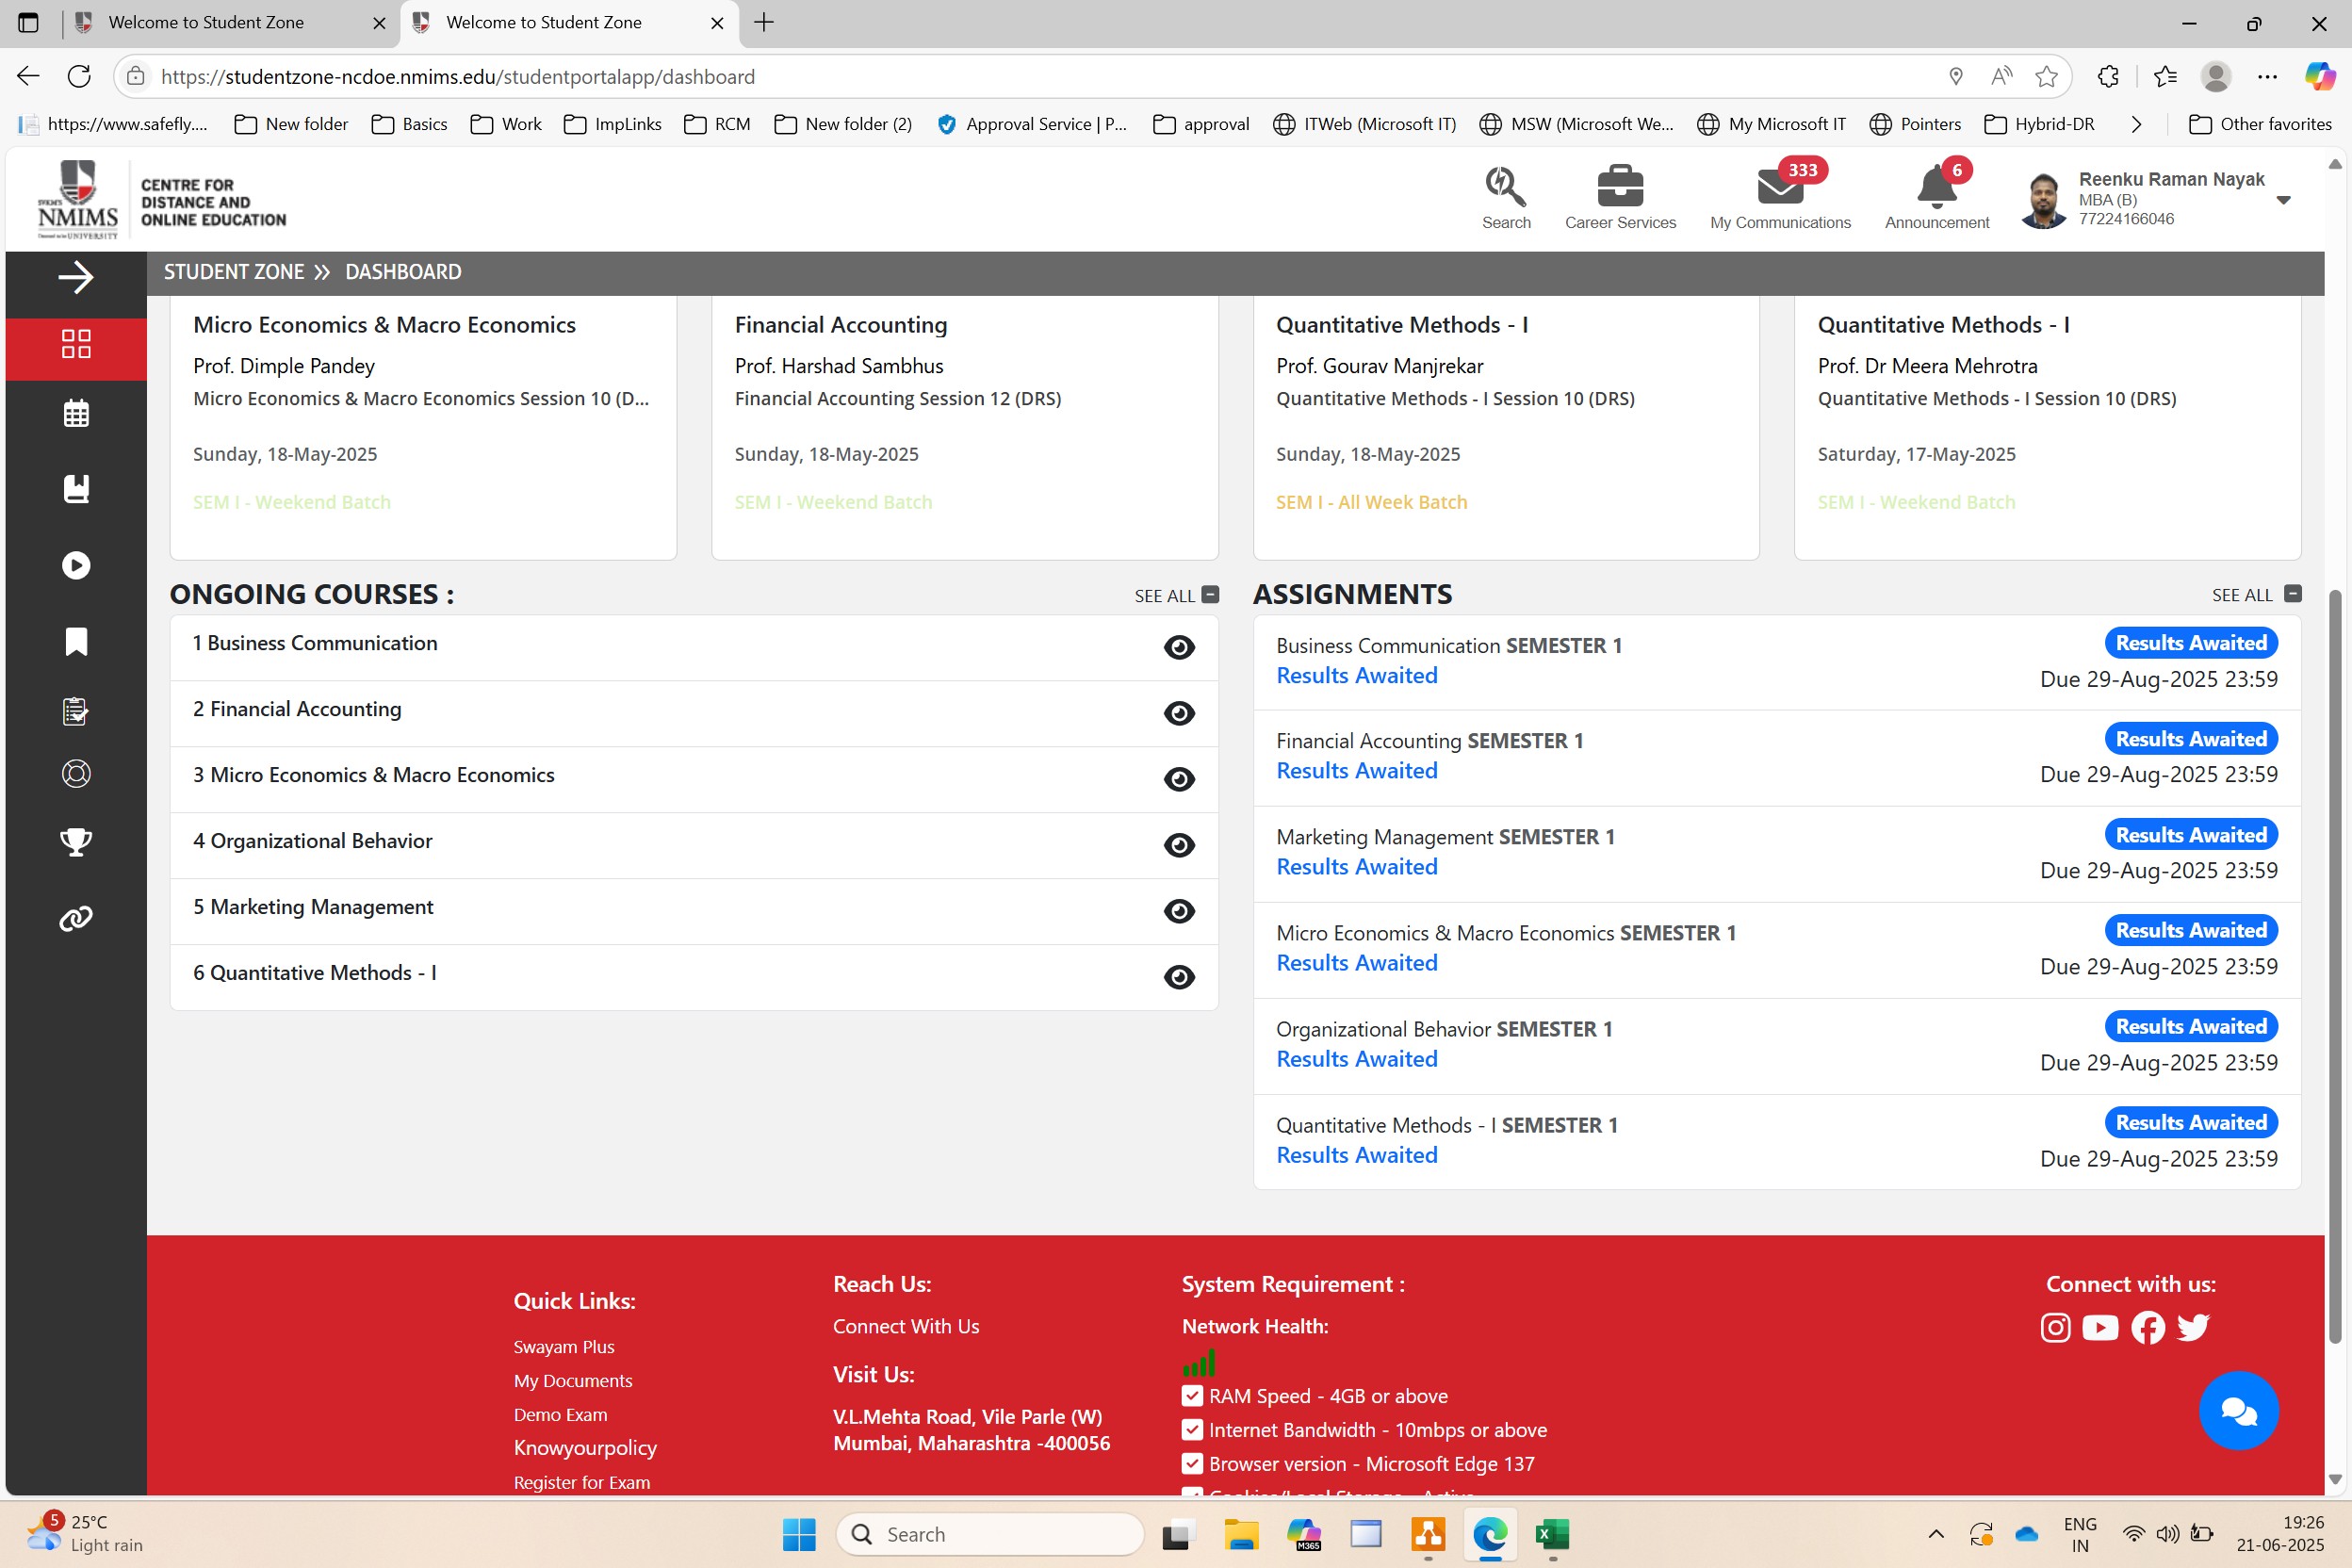 Welcome to Student Zone
Welcome to Student Zone
https://studentzone-ncdoe.nmims.edu/studentportalapp/dashboard
https://www.safefly....
New folder
Basics
Work
ImpLinks
RCM
New folder (2)
Approval Service | P...
approval
ITWeb (Microsoft IT)
MSW (Microsoft We...
My Microsoft IT
Pointers
Hybrid-DR
Other favorites
SVKM'S
NMIMS
CENTRE FOR
DISTANCE AND
ONLINE EDUCATION
Search
Career Services
333
My Communications
6
Announcement
Reenku Raman Nayak
MBA (B)
77224166046
STUDENT ZONE » DASHBOARD
Micro Economics & Macro Economics
Prof. Dimple Pandey
Micro Economics & Macro Economics Session 10 (D...
Sunday, 18-May-2025
SEM I - Weekend Batch
Financial Accounting
Prof. Harshad Sambhus
Financial Accounting Session 12 (DRS)
Sunday, 18-May-2025
SEM I - Weekend Batch
Quantitative Methods - I
Prof. Gourav Manjrekar
Quantitative Methods - I Session 10 (DRS)
Sunday, 18-May-2025
SEM I - All Week Batch
Quantitative Methods - I
Prof. Dr Meera Mehrotra
Quantitative Methods - I Session 10 (DRS)
Saturday, 17-May-2025
SEM I - Weekend Batch
ONGOING COURSES :
SEE ALL
1 Business Communication
2 Financial Accounting
3 Micro Economics & Macro Economics
4 Organizational Behavior
5 Marketing Management
6 Quantitative Methods - I
ASSIGNMENTS
SEE ALL
Business Communication SEMESTER 1
Results Awaited
Results Awaited
Due 29-Aug-2025 23:59
Financial Accounting SEMESTER 1
Results Awaited
Results Awaited
Due 29-Aug-2025 23:59
Marketing Management SEMESTER 1
Results Awaited
Results Awaited
Due 29-Aug-2025 23:59
Micro Economics & Macro Economics SEMESTER 1
Results Awaited
Results Awaited
Due 29-Aug-2025 23:59
Organizational Behavior SEMESTER 1
Results Awaited
Results Awaited
Due 29-Aug-2025 23:59
Quantitative Methods - I SEMESTER 1
Results Awaited
Results Awaited
Due 29-Aug-2025 23:59
Quick Links:
Swayam Plus
My Documents
Demo Exam
Knowyourpolicy
Register for Exam
Reach Us:
Connect With Us
Visit Us:
V.L.Mehta Road, Vile Parle (W)
Mumbai, Maharashtra -400056
System Requirement :
Network Health:
RAM Speed - 4GB or above
Internet Bandwidth - 10mbps or above
Browser version - Microsoft Edge 137
Connect with us:
5
25°C
Light rain
Search
M365
ENG
IN
19:26
21-06-2025